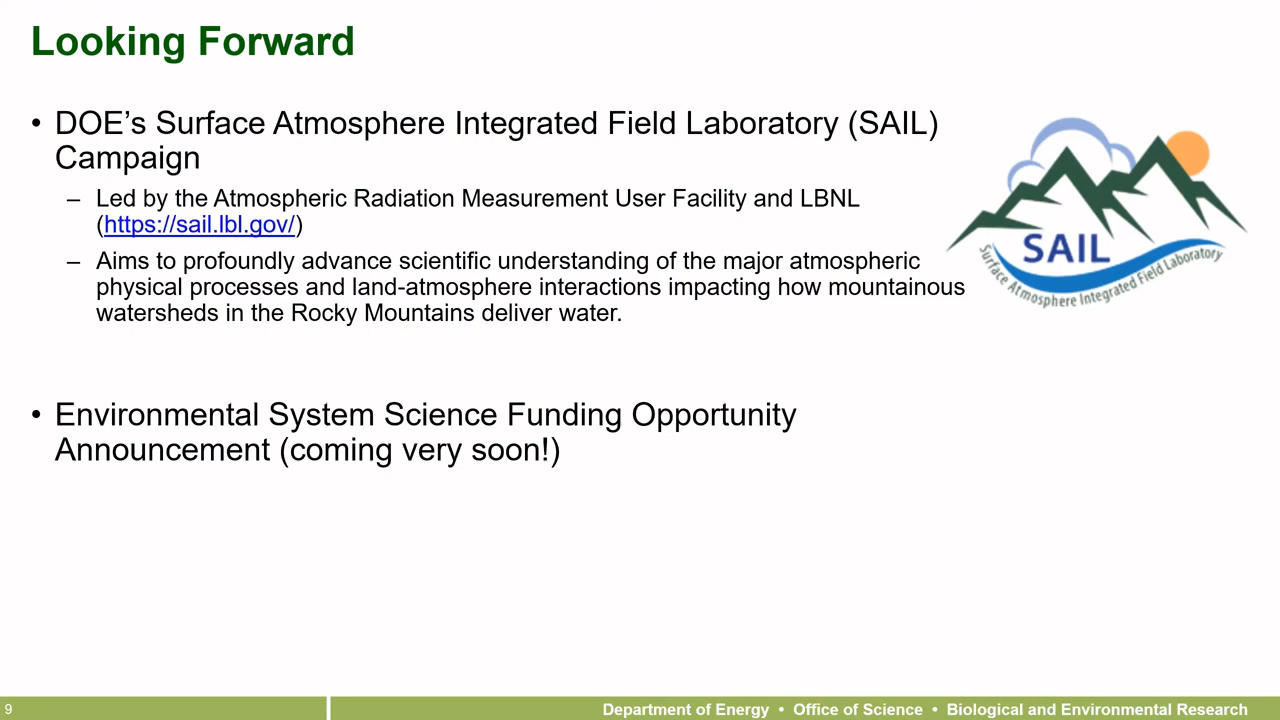 Looking Forward
• DOE’s Surface Atmosphere Integrated Field Laboratory (SAIL)
Campaign
– Led by the Atmospheric Radiation Measurement User Facility and LBNL
(https://sail.lbl.gov/)
– Aims to profoundly advance scientific understanding of the major atmospheric
physical processes and land-atmosphere interactions impacting how mountainous
watersheds in the Rocky Mountains deliver water.
SAIL
Surface Atmosphere Integrated Field Laboratory
• Environmental System Science Funding Opportunity
Announcement (coming very soon!)
9
Department of Energy • Office of Science • Biological and Environmental Research